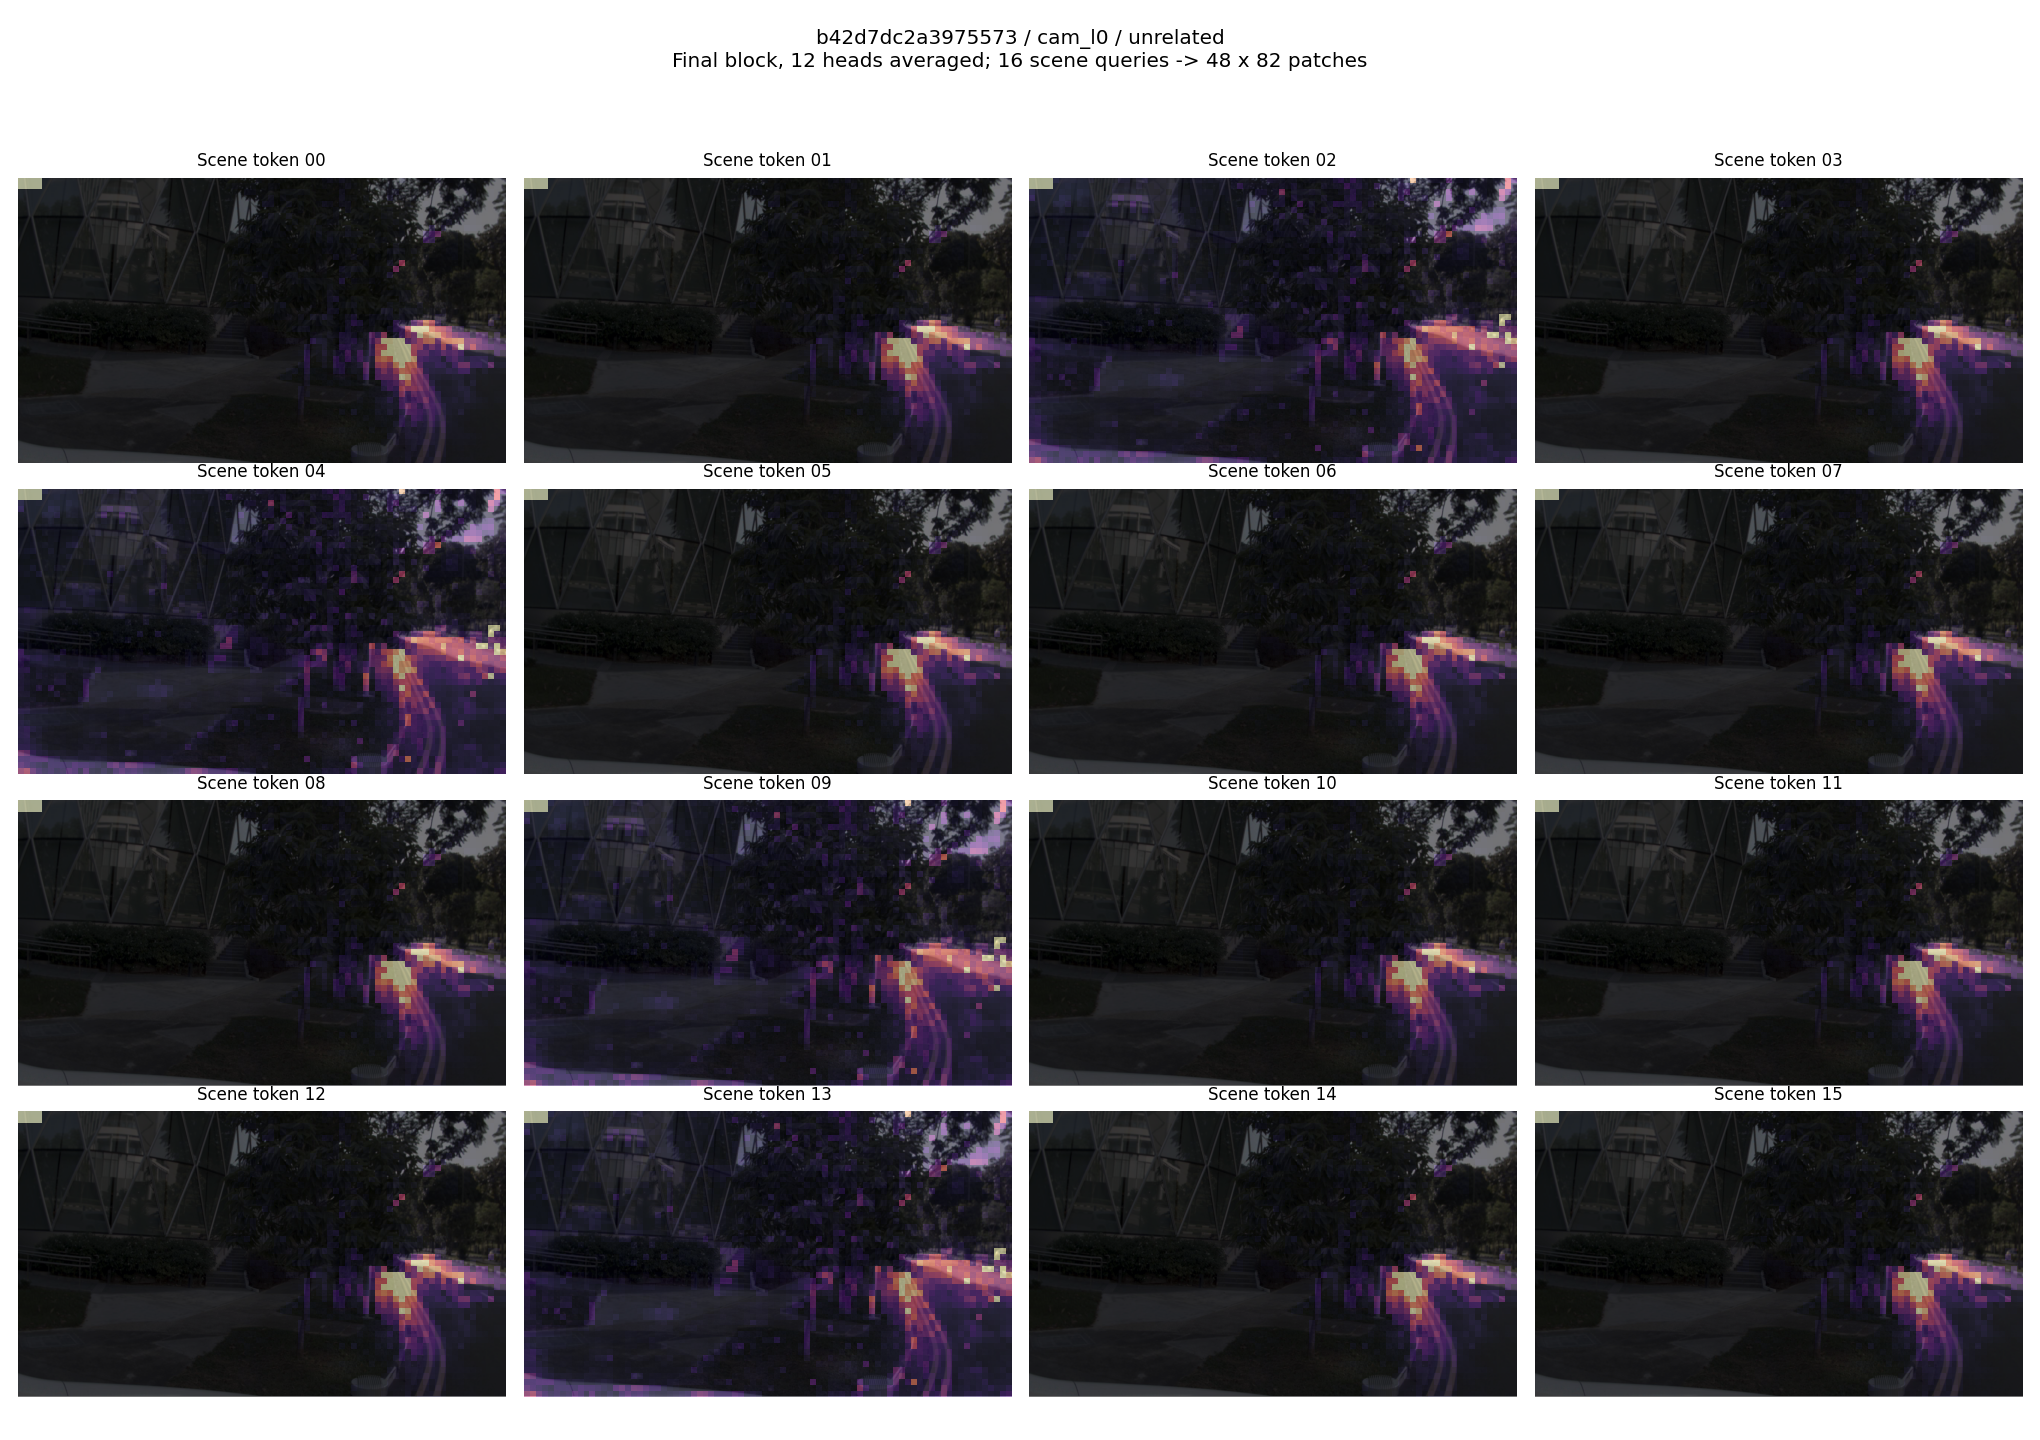 b42d7dc2a3975573 / cam_l0 / unrelated
Final block, 12 heads averaged; 16 scene queries -> 48 x 82 patches
Scene token 00
Scene token 01
Scene token 02
Scene token 03
Scene token 04
Scene token 05
Scene token 06
Scene token 07
Scene token 08
Scene token 09
Scene token 10
Scene token 11
Scene token 12
Scene token 13
Scene token 14
Scene token 15